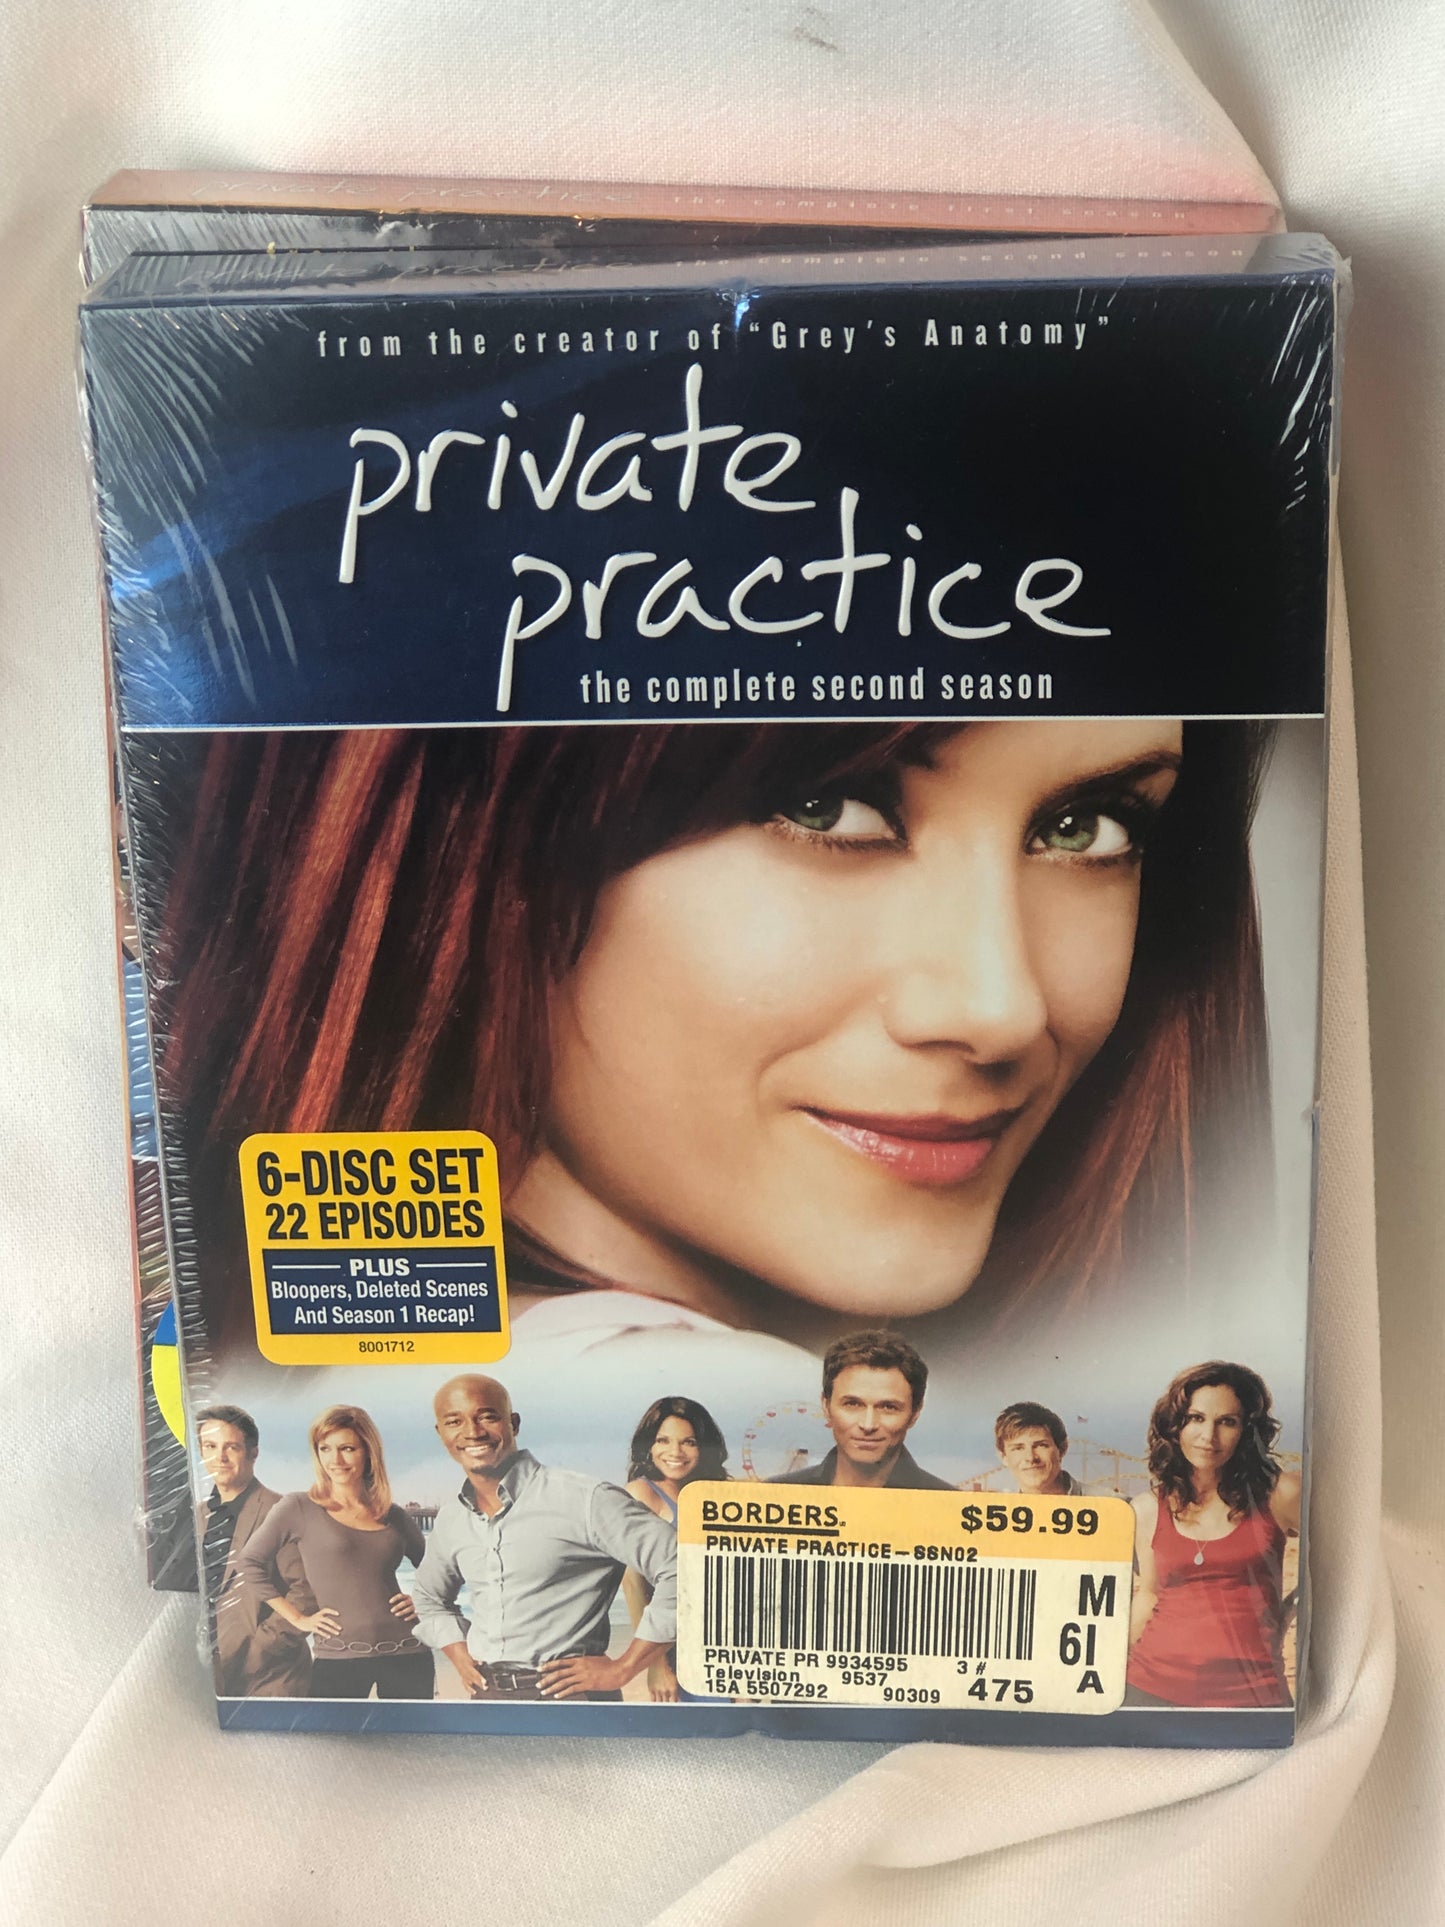 private practice the complete first season
private practice the complete second season
from the creator of "Grey's Anatomy"
private
practice
the complete second season
6-DISC SET
22 EPISODES
PLUS
Bloopers, Deleted Scenes
And Season 1 Recap!
8001712
BORDERS. $59.99
PRIVATE PRACTICE-SSN02
M
6I
A
PRIVATE PR 9934595 3 #
Television 9537 475
15A 5507292 90309